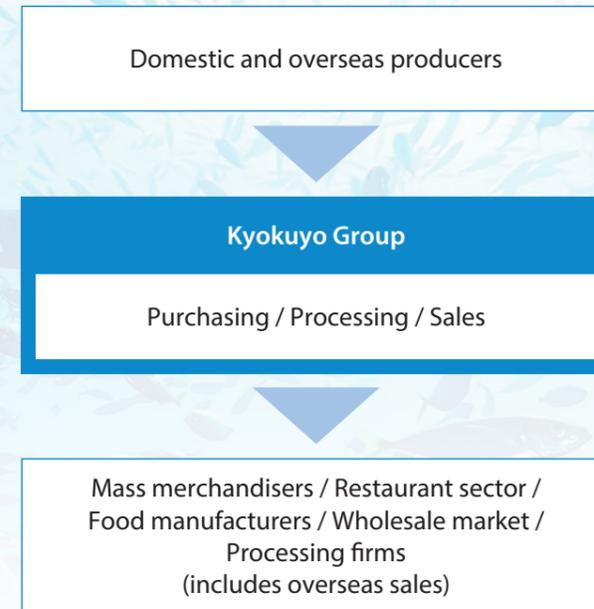 Domestic and overseas producers
Kyokuyo Group
Purchasing / Processing / Sales
Mass merchandisers / Restaurant sector /
Food manufacturers / Wholesale market /
Processing firms
(includes overseas sales)